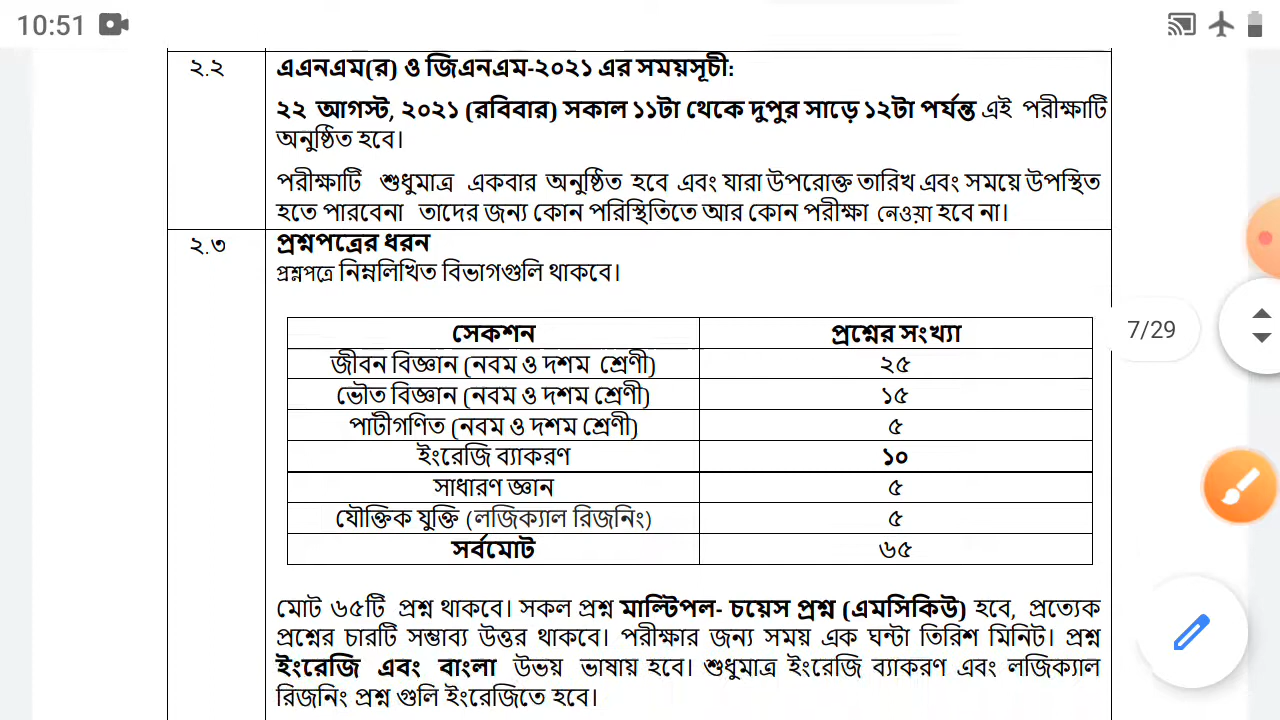 10:51
২.২ এএনএম(র) ও জিএনএম-২০২১ এর সময়সূচী:
২২ আগস্ট, ২০২১ (রবিবার) সকাল ১১টা থেকে দুপুর সাড়ে ১২টা পর্যন্ত এই পরীক্ষাটি
অনুষ্ঠিত হবে।
পরীক্ষাটি শুধুমাত্র একবার অনুষ্ঠিত হবে এবং যারা উপরোক্ত তারিখ এবং সময়ে উপস্থিত
হতে পারবেনা তাদের জন্য কোন পরিস্থিতিতে আর কোন পরীক্ষা নেওয়া হবে না।
২.৩ প্রশ্নপত্রের ধরন
প্রশ্নপত্রে নিম্নলিখিত বিভাগগুলি থাকবে।
সেকশন প্রশ্নের সংখ্যা
7/29
জীবন বিজ্ঞান (নবম ও দশম শ্রেণী) ২৫
ভৌত বিজ্ঞান (নবম ও দশম শ্রেণী) ১৫
পাটীগণিত (নবম ও দশম শ্রেণী) ৫
ইংরেজি ব্যাকরণ ১০
সাধারণ জ্ঞান ৫
যৌক্তিক যুক্তি (লজিক্যাল রিজনিং) ৫
সর্বমোট ৬৫
মোট ৬৫টি প্রশ্ন থাকবে। সকল প্রশ্ন মাল্টিপল- চয়েস প্রশ্ন (এমসিকিউ) হবে, প্রত্যেক
প্রশ্নের চারটি সম্ভাব্য উত্তর থাকবে। পরীক্ষার জন্য সময় এক ঘন্টা তিরিশ মিনিট। প্রশ্ন
ইংরেজি এবং বাংলা উভয় ভাষায় হবে। শুধুমাত্র ইংরেজি ব্যাকরণ এবং লজিক্যাল
রিজনিং প্রশ্ন গুলি ইংরেজিতে হবে।